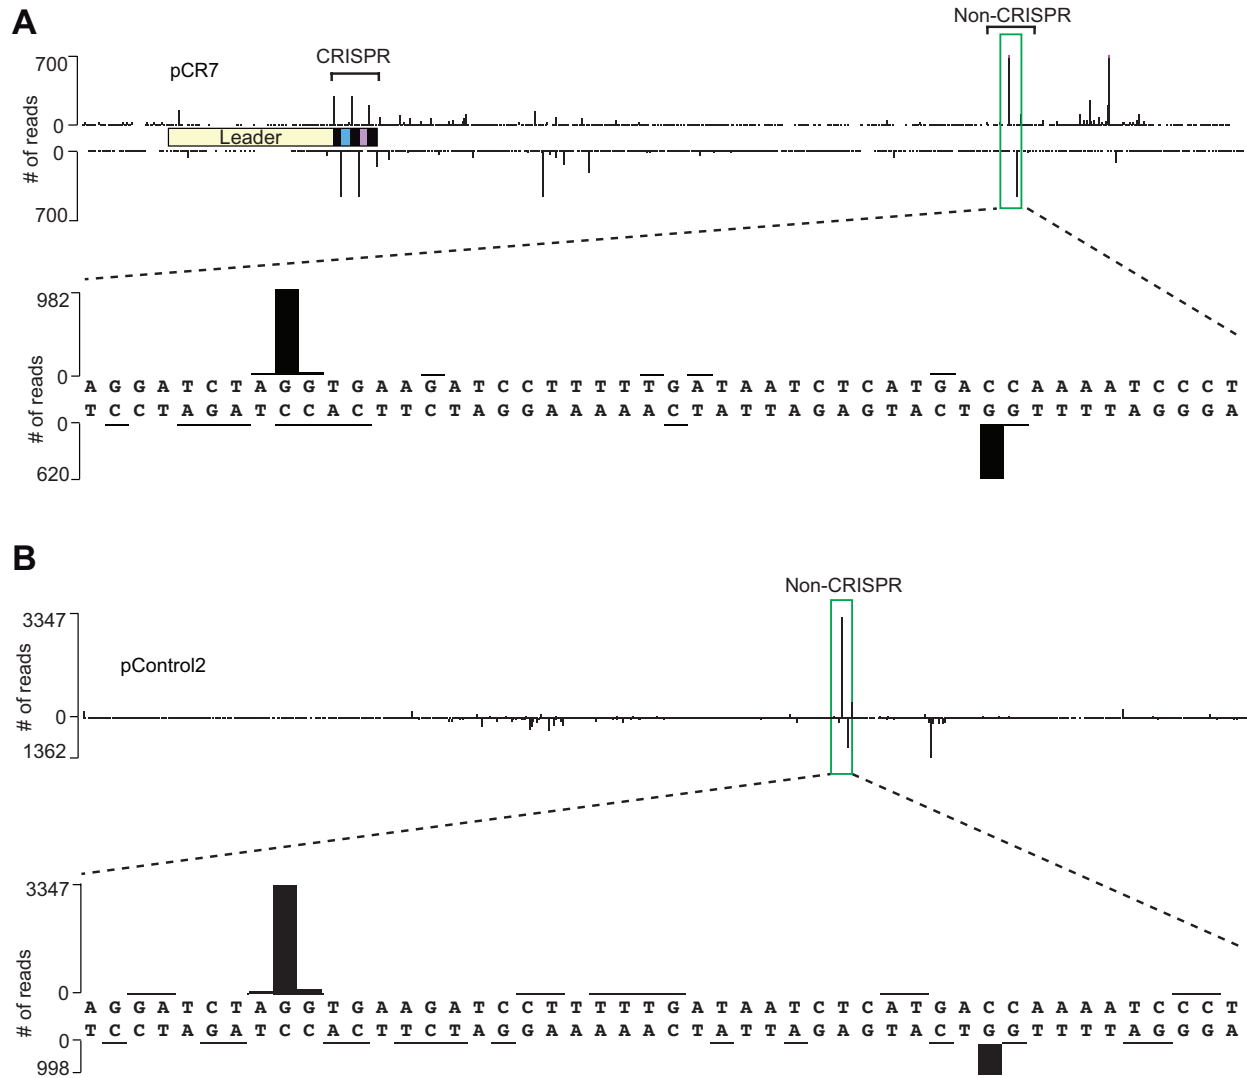 A
Non-CRISPR
CRISPR
pCR7
700
0
Leader
0
700
# of reads
982
0
A G G A T C T A G G T G A A G A T C C T T T T T G A T A A T C T C A T G A C C A A A A T C C C T
T C C T A G A T C C A C T T C T A G G A A A A A C T A T T A G A G T A C T G G T T T T A G G G A
0
620
# of reads
B
Non-CRISPR
3347
pControl2
0
1362
# of reads
3347
0
A G G A T C T A G G T G A A G A T C C T T T T T G A T A A T C T C A T G A C C A A A A T C C C T
T C C T A G A T C C A C T T C T A G G A A A A A C T A T T A G A G T A C T G G T T T T A G G G A
0
998
# of reads